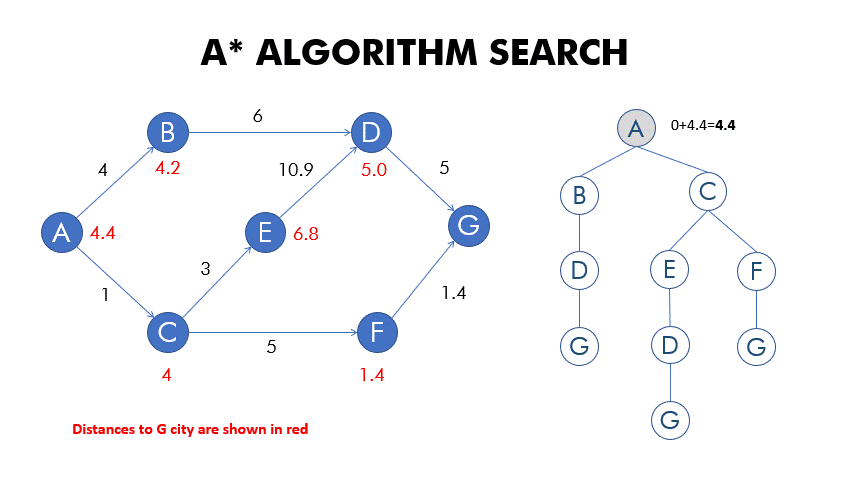 A* ALGORITHM SEARCH
B
6
D
4
4.2
10.9
5.0
5
A
4.4
E
6.8
G
1
3
1.4
C
5
F
4
1.4
Distances to G city are shown in red
A
0+4.4=4.4
B
C
D
E
F
G
D
G
G